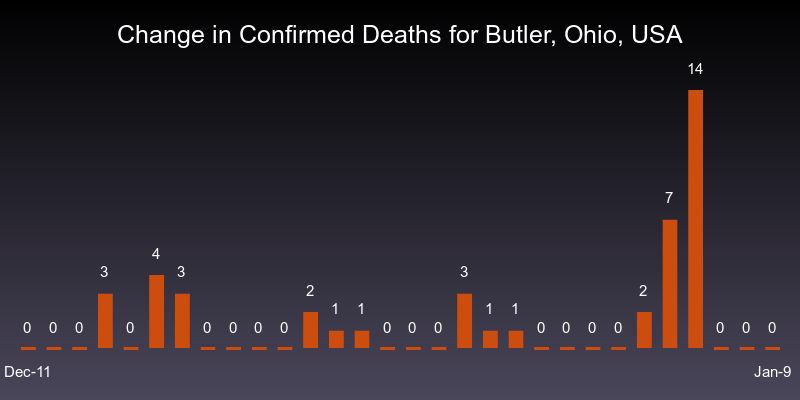 Change in Confirmed Deaths for Butler, Ohio, USA
14
7
4
3 3 3
2 2
1 1 1 1
0 0 0 0 0 0 0 0 0 0 0 0 0 0 0 0 0 0
Dec-11 Jan-9